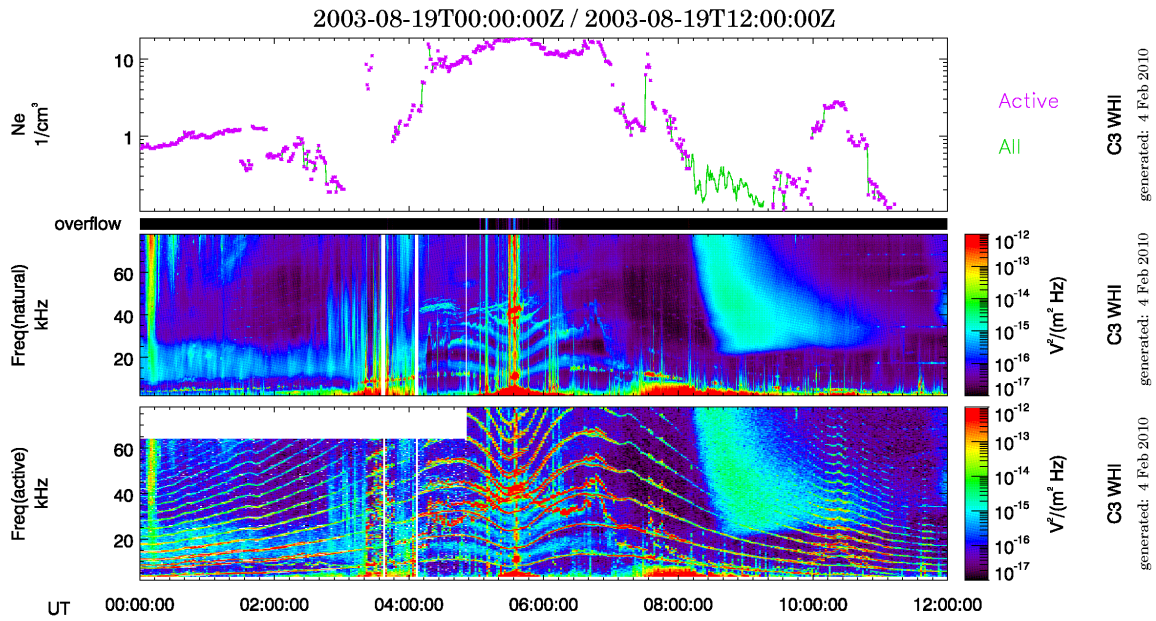 2003-08-19T00:00:00Z / 2003-08-19T12:00:00Z
10
1
Ne
1/cm³
Active
All
C3 WHI
generated: 4 Feb 2010
overflow
60
40
20
Freq(natural)
kHz
10⁻¹²
10⁻¹³
10⁻¹⁴
10⁻¹⁵
10⁻¹⁶
10⁻¹⁷
V²/(m² Hz)
C3 WHI
generated: 4 Feb 2010
60
40
20
Freq(active)
kHz
10⁻¹²
10⁻¹³
10⁻¹⁴
10⁻¹⁵
10⁻¹⁶
10⁻¹⁷
V²/(m² Hz)
C3 WHI
generated: 4 Feb 2010
UT 00:00:00 02:00:00 04:00:00 06:00:00 08:00:00 10:00:00 12:00:00